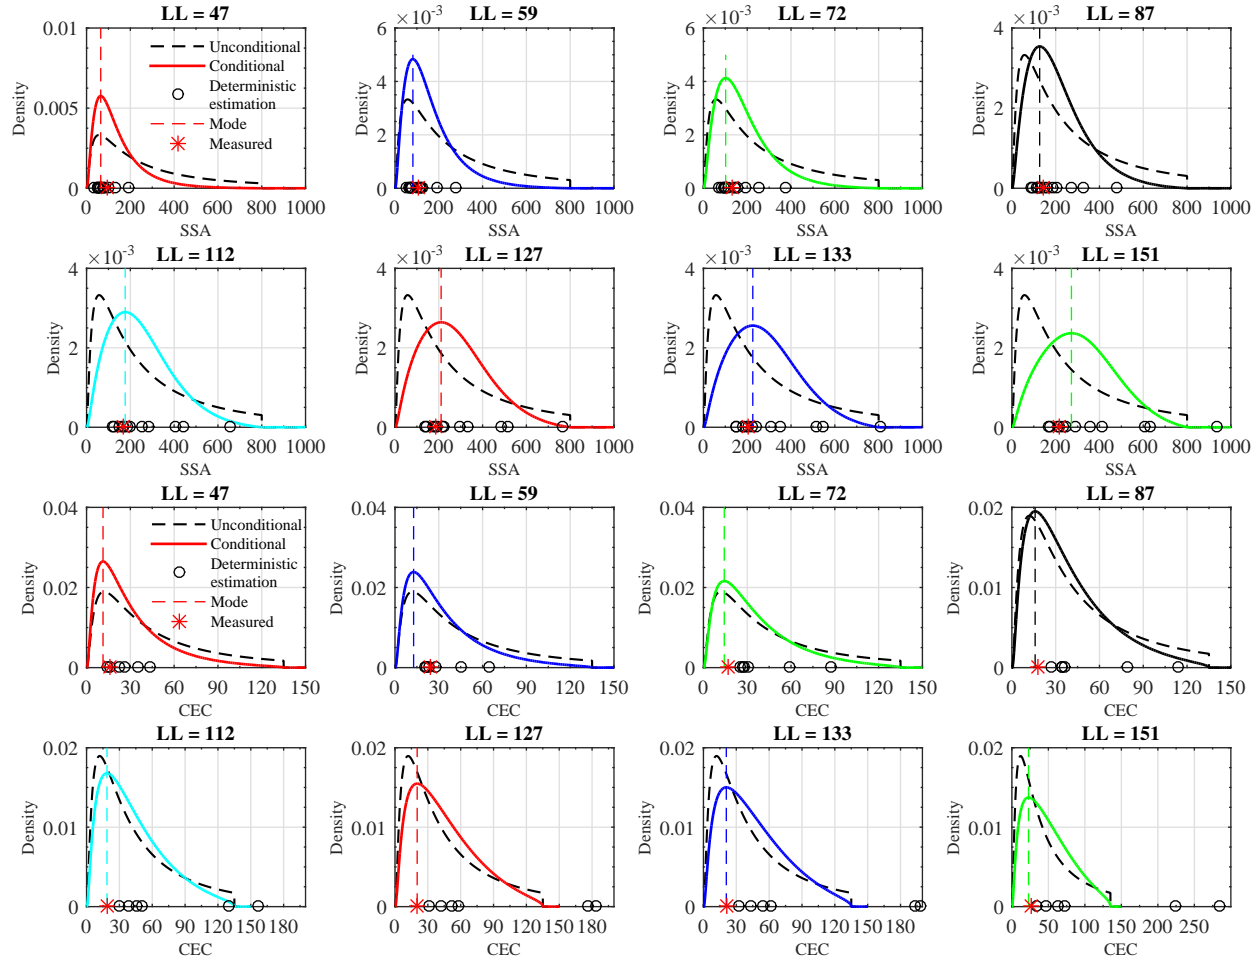 LL = 47
LL = 59
LL = 72
LL = 87
0.01
0.005
0
Density
Unconditional
Conditional
Deterministic
estimation
Mode
Measured
0 200 400 600 800 1000
SSA
×10⁻³
6
4
2
0
Density
0 200 400 600 800 1000
SSA
×10⁻³
6
4
2
0
Density
0 200 400 600 800 1000
SSA
×10⁻³
4
2
0
Density
0 200 400 600 800 1000
SSA
LL = 112
LL = 127
LL = 133
LL = 151
×10⁻³
4
2
0
Density
0 200 400 600 800 1000
SSA
×10⁻³
4
2
0
Density
0 200 400 600 800 1000
SSA
×10⁻³
4
2
0
Density
0 200 400 600 800 1000
SSA
×10⁻³
4
2
0
Density
0 200 400 600 800 1000
SSA
LL = 47
LL = 59
LL = 72
LL = 87
0.04
0.02
0
Density
Unconditional
Conditional
Deterministic
estimation
Mode
Measured
0 30 60 90 120 150
CEC
0.04
0.02
0
Density
0 30 60 90 120 150
CEC
0.04
0.02
0
Density
0 30 60 90 120 150
CEC
0.02
0.01
0
Density
0 30 60 90 120 150
CEC
LL = 112
LL = 127
LL = 133
LL = 151
0.02
0.01
0
Density
0 30 60 90 120 150 180
CEC
0.02
0.01
0
Density
0 30 60 90 120 150 180
CEC
0.02
0.01
0
Density
0 30 60 90 120 150 180
CEC
0.02
0.01
0
Density
0 50 100 150 200 250
CEC